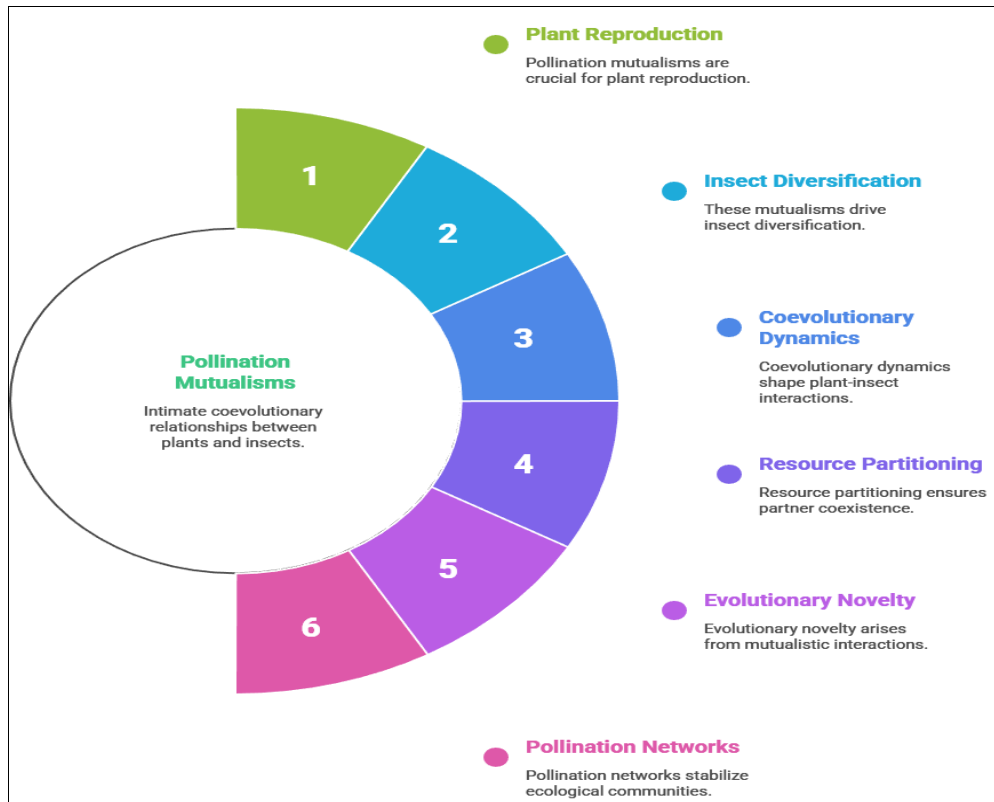 Plant Reproduction
Pollination mutualisms are
crucial for plant reproduction.
1
Insect Diversification
These mutualisms drive
insect diversification.
2
Coevolutionary
Dynamics
Coevolutionary dynamics
shape plant-insect
interactions.
3
Pollination
Mutualisms
Intimate coevolutionary
relationships between
plants and insects.
4
Resource Partitioning
Resource partitioning ensures
partner coexistence.
5
Evolutionary Novelty
Evolutionary novelty arises
from mutualistic interactions.
6
Pollination Networks
Pollination networks stabilize
ecological communities.